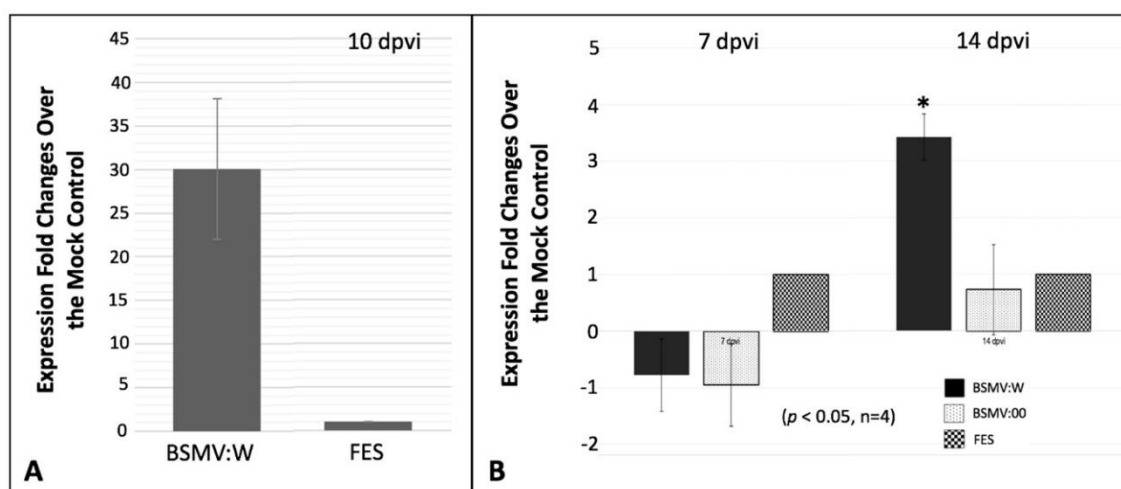 Expression Fold Changes Over
the Mock Control
45
40
35
30
25
20
15
10
5
0
10 dpvi
BSMV:W
FES
A
Expression Fold Changes Over
the Mock Control
5
4
3
2
1
0
-1
-2
7 dpvi
14 dpvi
*
7 dpvi
14 dpvi
(p < 0.05, n=4)
BSMV:W
BSMV:00
FES
B